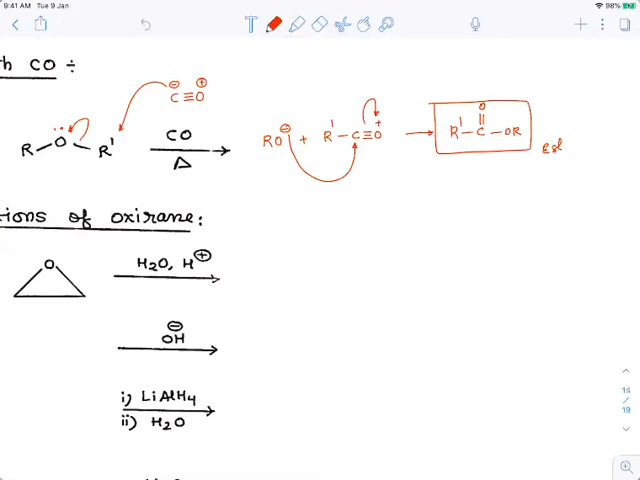 9:41 AM Tue 9 Jan
98%
th CO ÷
⊖ ⊕
C≡O
R—Ö—R' CO Δ
RO⊖ + R'—C≡O+
O
R'—C—OR
Est
tions of oxirane:
O H2O, H⊕
⊖
OH
i) LiAlH4
ii) H2O
18
/
19